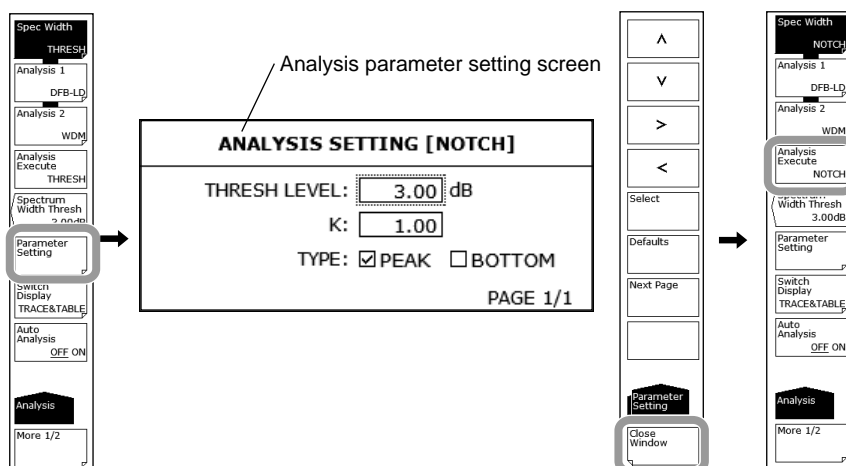 Spec Width
THRESH
Analysis 1
DFB-LD
Analysis 2
WDM
Analysis
Execute
THRESH
Spectrum
Width Thresh
3.00dB
Parameter
Setting
Switch
Display
TRACE&TABLE
Auto
Analysis
OFF ON
Analysis
More 1/2
Analysis parameter setting screen
ANALYSIS SETTING [NOTCH]
THRESH LEVEL: 3.00 dB
K: 1.00
TYPE: PEAK BOTTOM
PAGE 1/1
Select
Defaults
Next Page
Parameter
Setting
Close
Window
Spec Width
NOTCH
Analysis 1
DFB-LD
Analysis 2
WDM
Analysis
Execute
NOTCH
Spectrum
Width Thresh
3.00dB
Parameter
Setting
Switch
Display
TRACE&TABLE
Auto
Analysis
OFF ON
Analysis
More 1/2